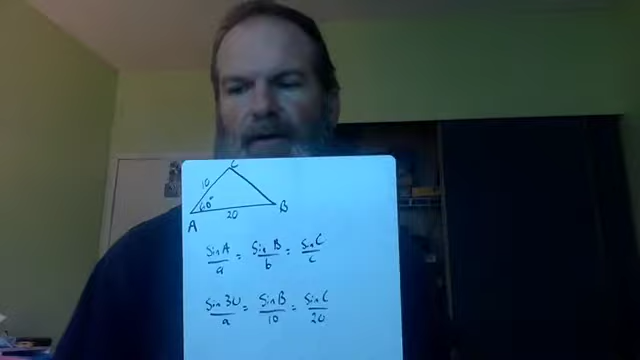 C
10
60°
A 20 B
sin A / a = sin B / b = sin C / c
sin 30 / a = sin B / 10 = sin C / 20